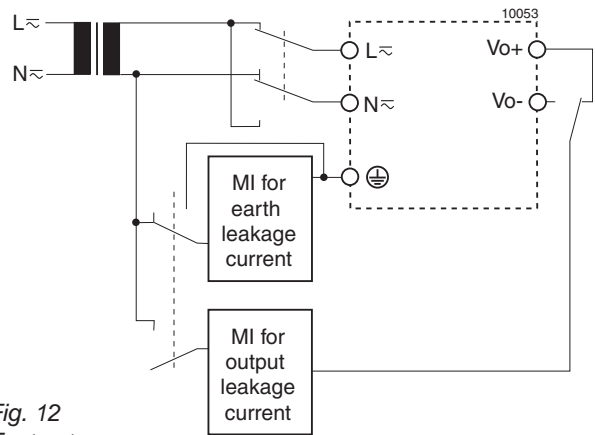 10053
L≂
N≂
L≂
N≂
Vo+
Vo-
MI for
earth
leakage
current
MI for
output
leakage
current
Fig. 12